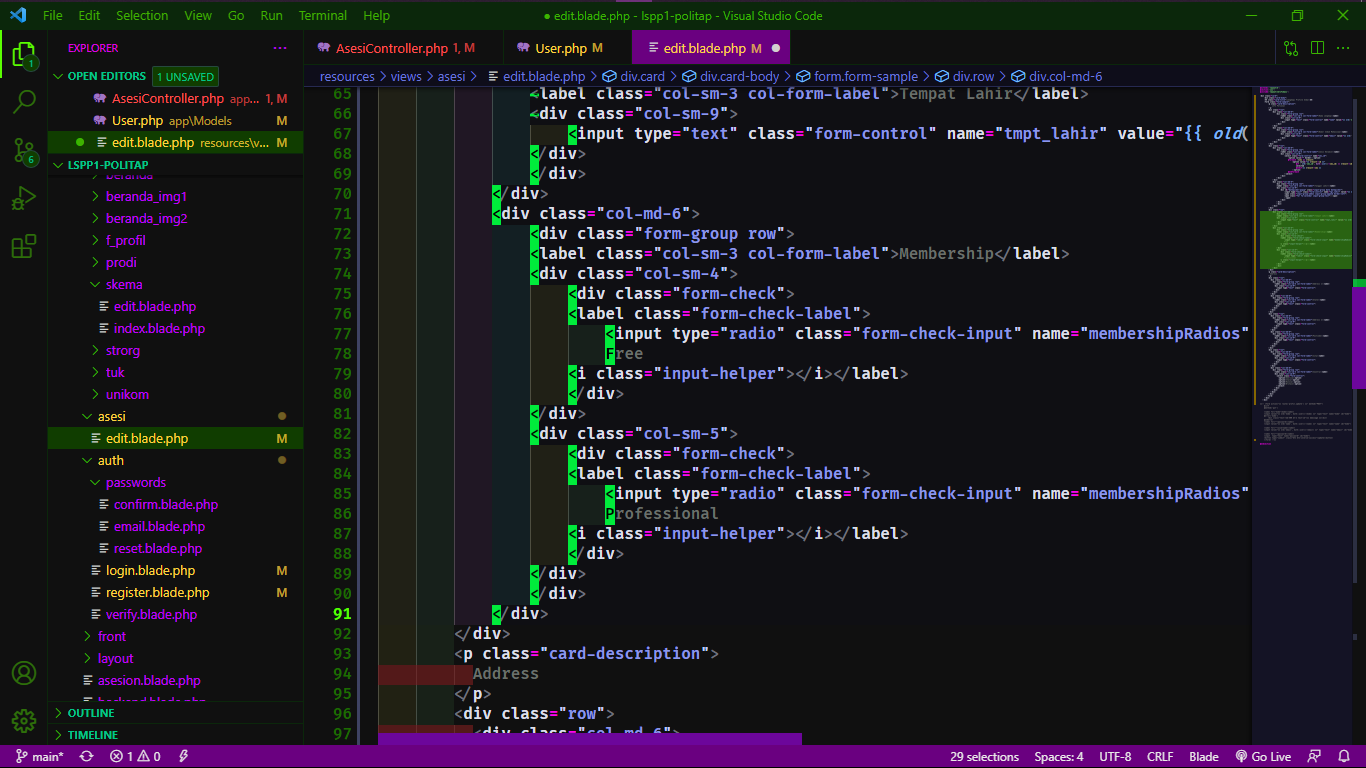 File Edit Selection View Go Run Terminal Help
● edit.blade.php - lspp1-politap - Visual Studio Code
EXPLORER
OPEN EDITORS 1 UNSAVED
AsesiController.php app... 1, M
User.php app\Models M
edit.blade.php resources\v... M
LSPP1-POLITAP
beranda
beranda_img1
beranda_img2
f_profil
prodi
skema
edit.blade.php
index.blade.php
strorg
tuk
unikom
asesi
edit.blade.php M
auth
passwords
confirm.blade.php
email.blade.php
reset.blade.php
login.blade.php M
register.blade.php M
verify.blade.php
front
layout
asesion.blade.php
backend.blade.php
OUTLINE
TIMELINE
1
6
AsesiController.php 1, M
User.php M
edit.blade.php M
resources > views > asesi > edit.blade.php > div.card > div.card-body > form.form-sample > div.row > div.col-md-6
65 <label class="col-sm-3 col-form-label">Tempat Lahir</label>
66 <div class="col-sm-9">
67 <input type="text" class="form-control" name="tmpt_lahir" value="{{ old(
68 </div>
69 </div>
70 </div>
71 <div class="col-md-6">
72 <div class="form-group row">
73 <label class="col-sm-3 col-form-label">Membership</label>
74 <div class="col-sm-4">
75 <div class="form-check">
76 <label class="form-check-label">
77 <input type="radio" class="form-check-input" name="membershipRadios"
78 Free
79 <i class="input-helper"></i></label>
80 </div>
81 </div>
82 <div class="col-sm-5">
83 <div class="form-check">
84 <label class="form-check-label">
85 <input type="radio" class="form-check-input" name="membershipRadios"
86 Professional
87 <i class="input-helper"></i></label>
88 </div>
89 </div>
90 </div>
91 </div>
92 </div>
93 <p class="card-description">
94 Address
95 </p>
96 <div class="row">
97 <div class="col-md-6">
main* 1 0 29 selections Spaces: 4 UTF-8 CRLF Blade Go Live